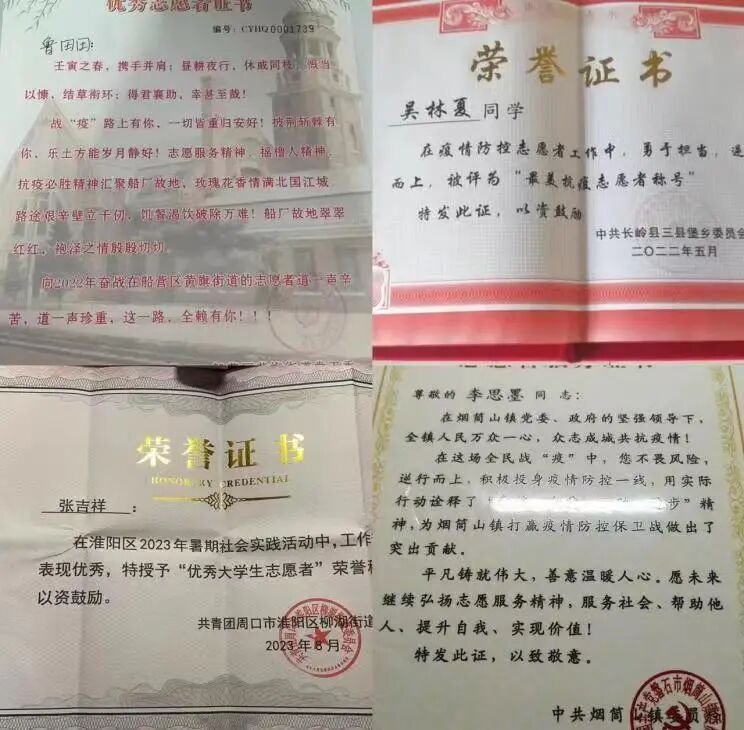 优秀志愿者证书
编号：CYHQ0001739
鲁田田：
壬寅之春，携手并肩；昼耕夜行，休戚同枝，慨当
以慷，结草衔环；得君襄助，幸甚至哉！
战“疫”路上有你，一切皆重归安好！披荆斩棘有
你，乐土方能岁月静好！志愿服务精神，摇橹人精神，
抗疫必胜精神汇聚船厂故地，玫瑰花香情满北国江城，
路途艰辛壁立千仞，饥餐渴饮破除万难！船厂故地翠翠
红红，袍泽之情殷殷切切。
向2022年奋战在船营区黄旗街道的志愿者道一声辛
苦，道一声珍重，这一路，全赖有你！！！
荣誉证书
吴林夏 同学
在疫情防控志愿者工作中，勇于担当，逆
而上，被评为“最美抗疫志愿者称号”
特发此证，以资鼓励
中共长岭县三县堡乡委员会
二〇二二年五月
荣誉证书
HONORARY CREDENTIAL
张吉祥：
在淮阳区2023年暑期社会实践活动中，工作
表现优秀，特授予“优秀大学生志愿者”荣誉称
以资鼓励。
共青团周口市淮阳区柳湖街道
2023年8月
尊敬的 李思墨 同志：
在烟筒山镇党委、政府的坚强领导下，
全镇人民万众一心，众志成城共抗疫情！
在这场全民战“疫”中，您不畏风险，
逆行而上，积极投身疫情防控一线，用实际
行动诠释了“ 步”精
神，为烟筒山镇打赢疫情防控保卫战做出了
突出贡献。
平凡铸就伟大，善意温暖人心。愿未来
继续弘扬志愿服务精神，服务社会、帮助他
人、提升自我、实现价值！
特发此证，以致敬意。
中共烟筒山镇委员会